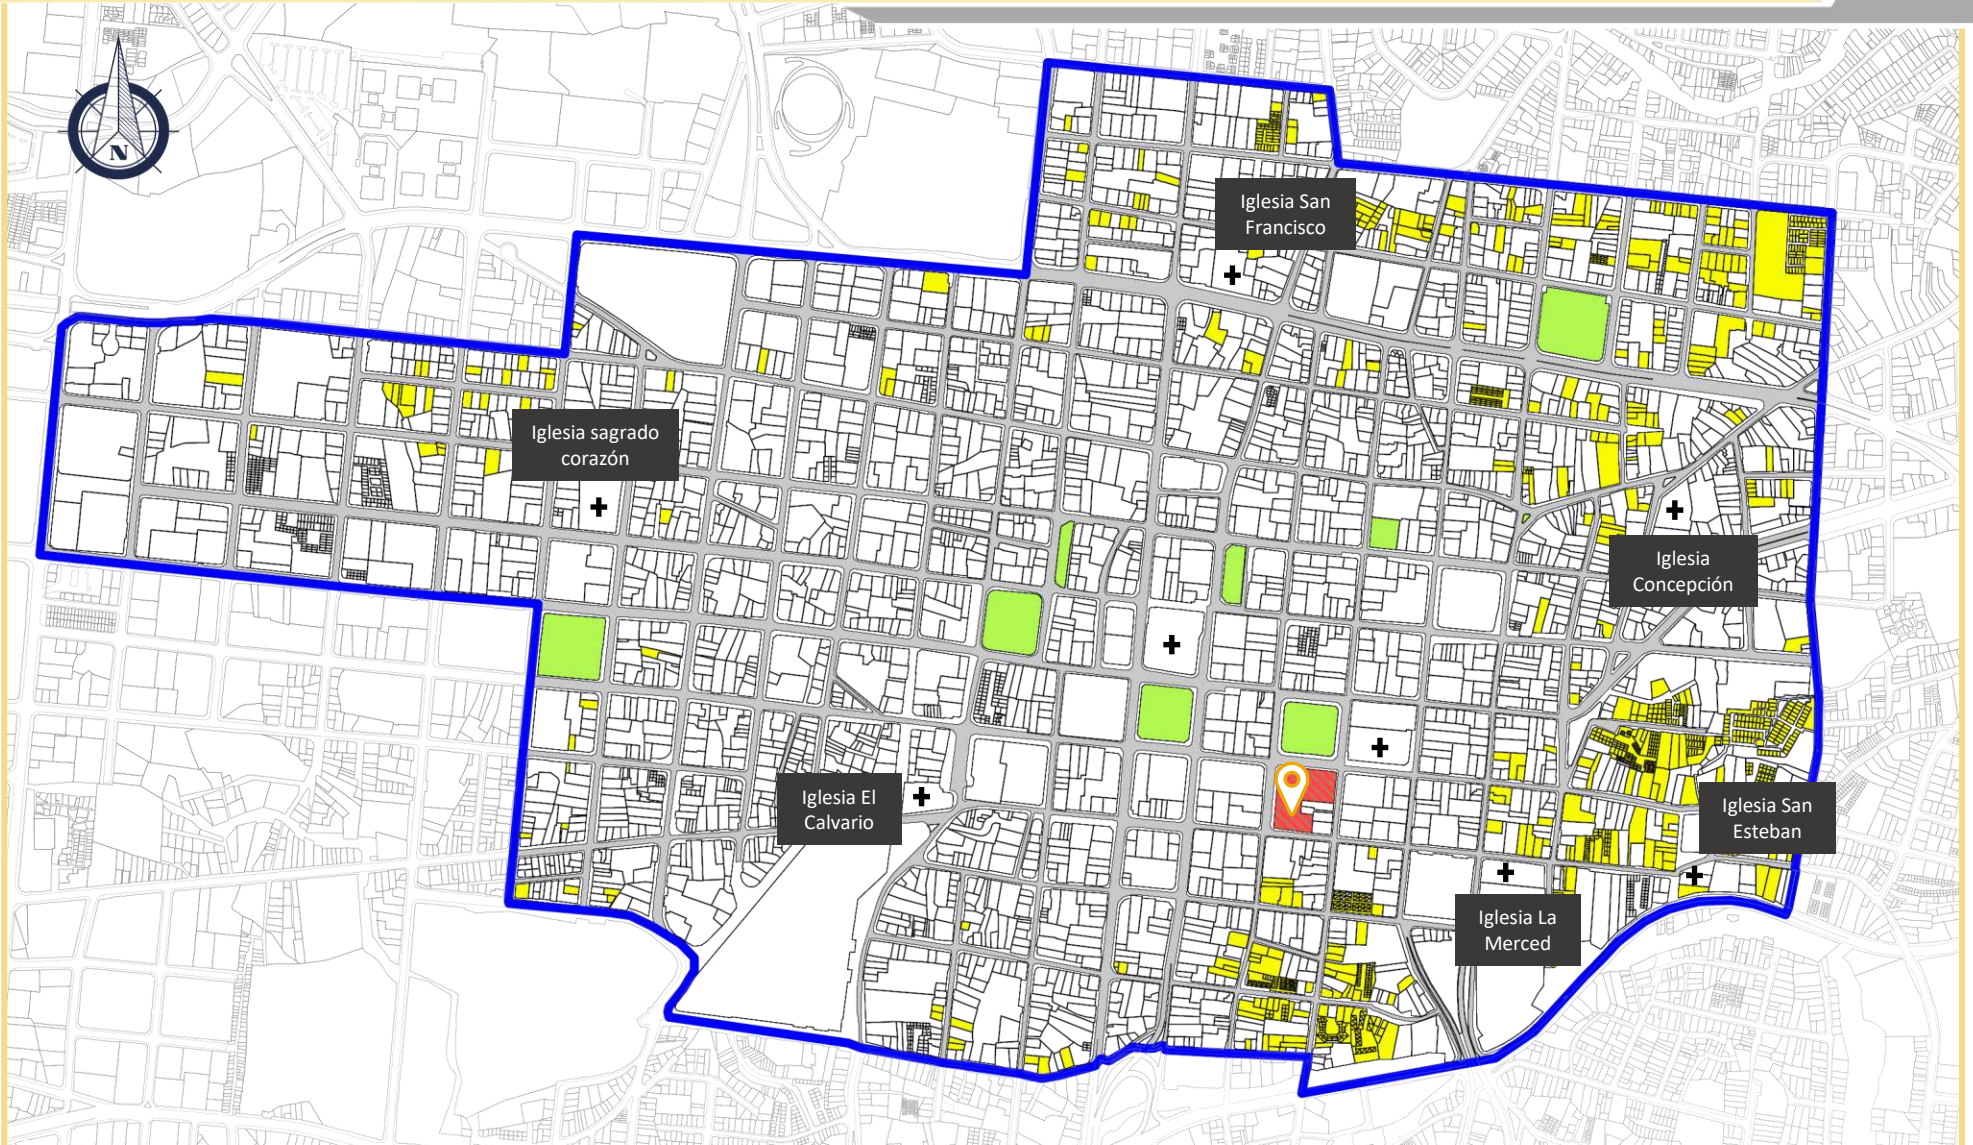 N
Iglesia San
Francisco
Iglesia sagrado
corazón
Iglesia
Concepción
Iglesia El
Calvario
Iglesia San
Esteban
Iglesia La
Merced